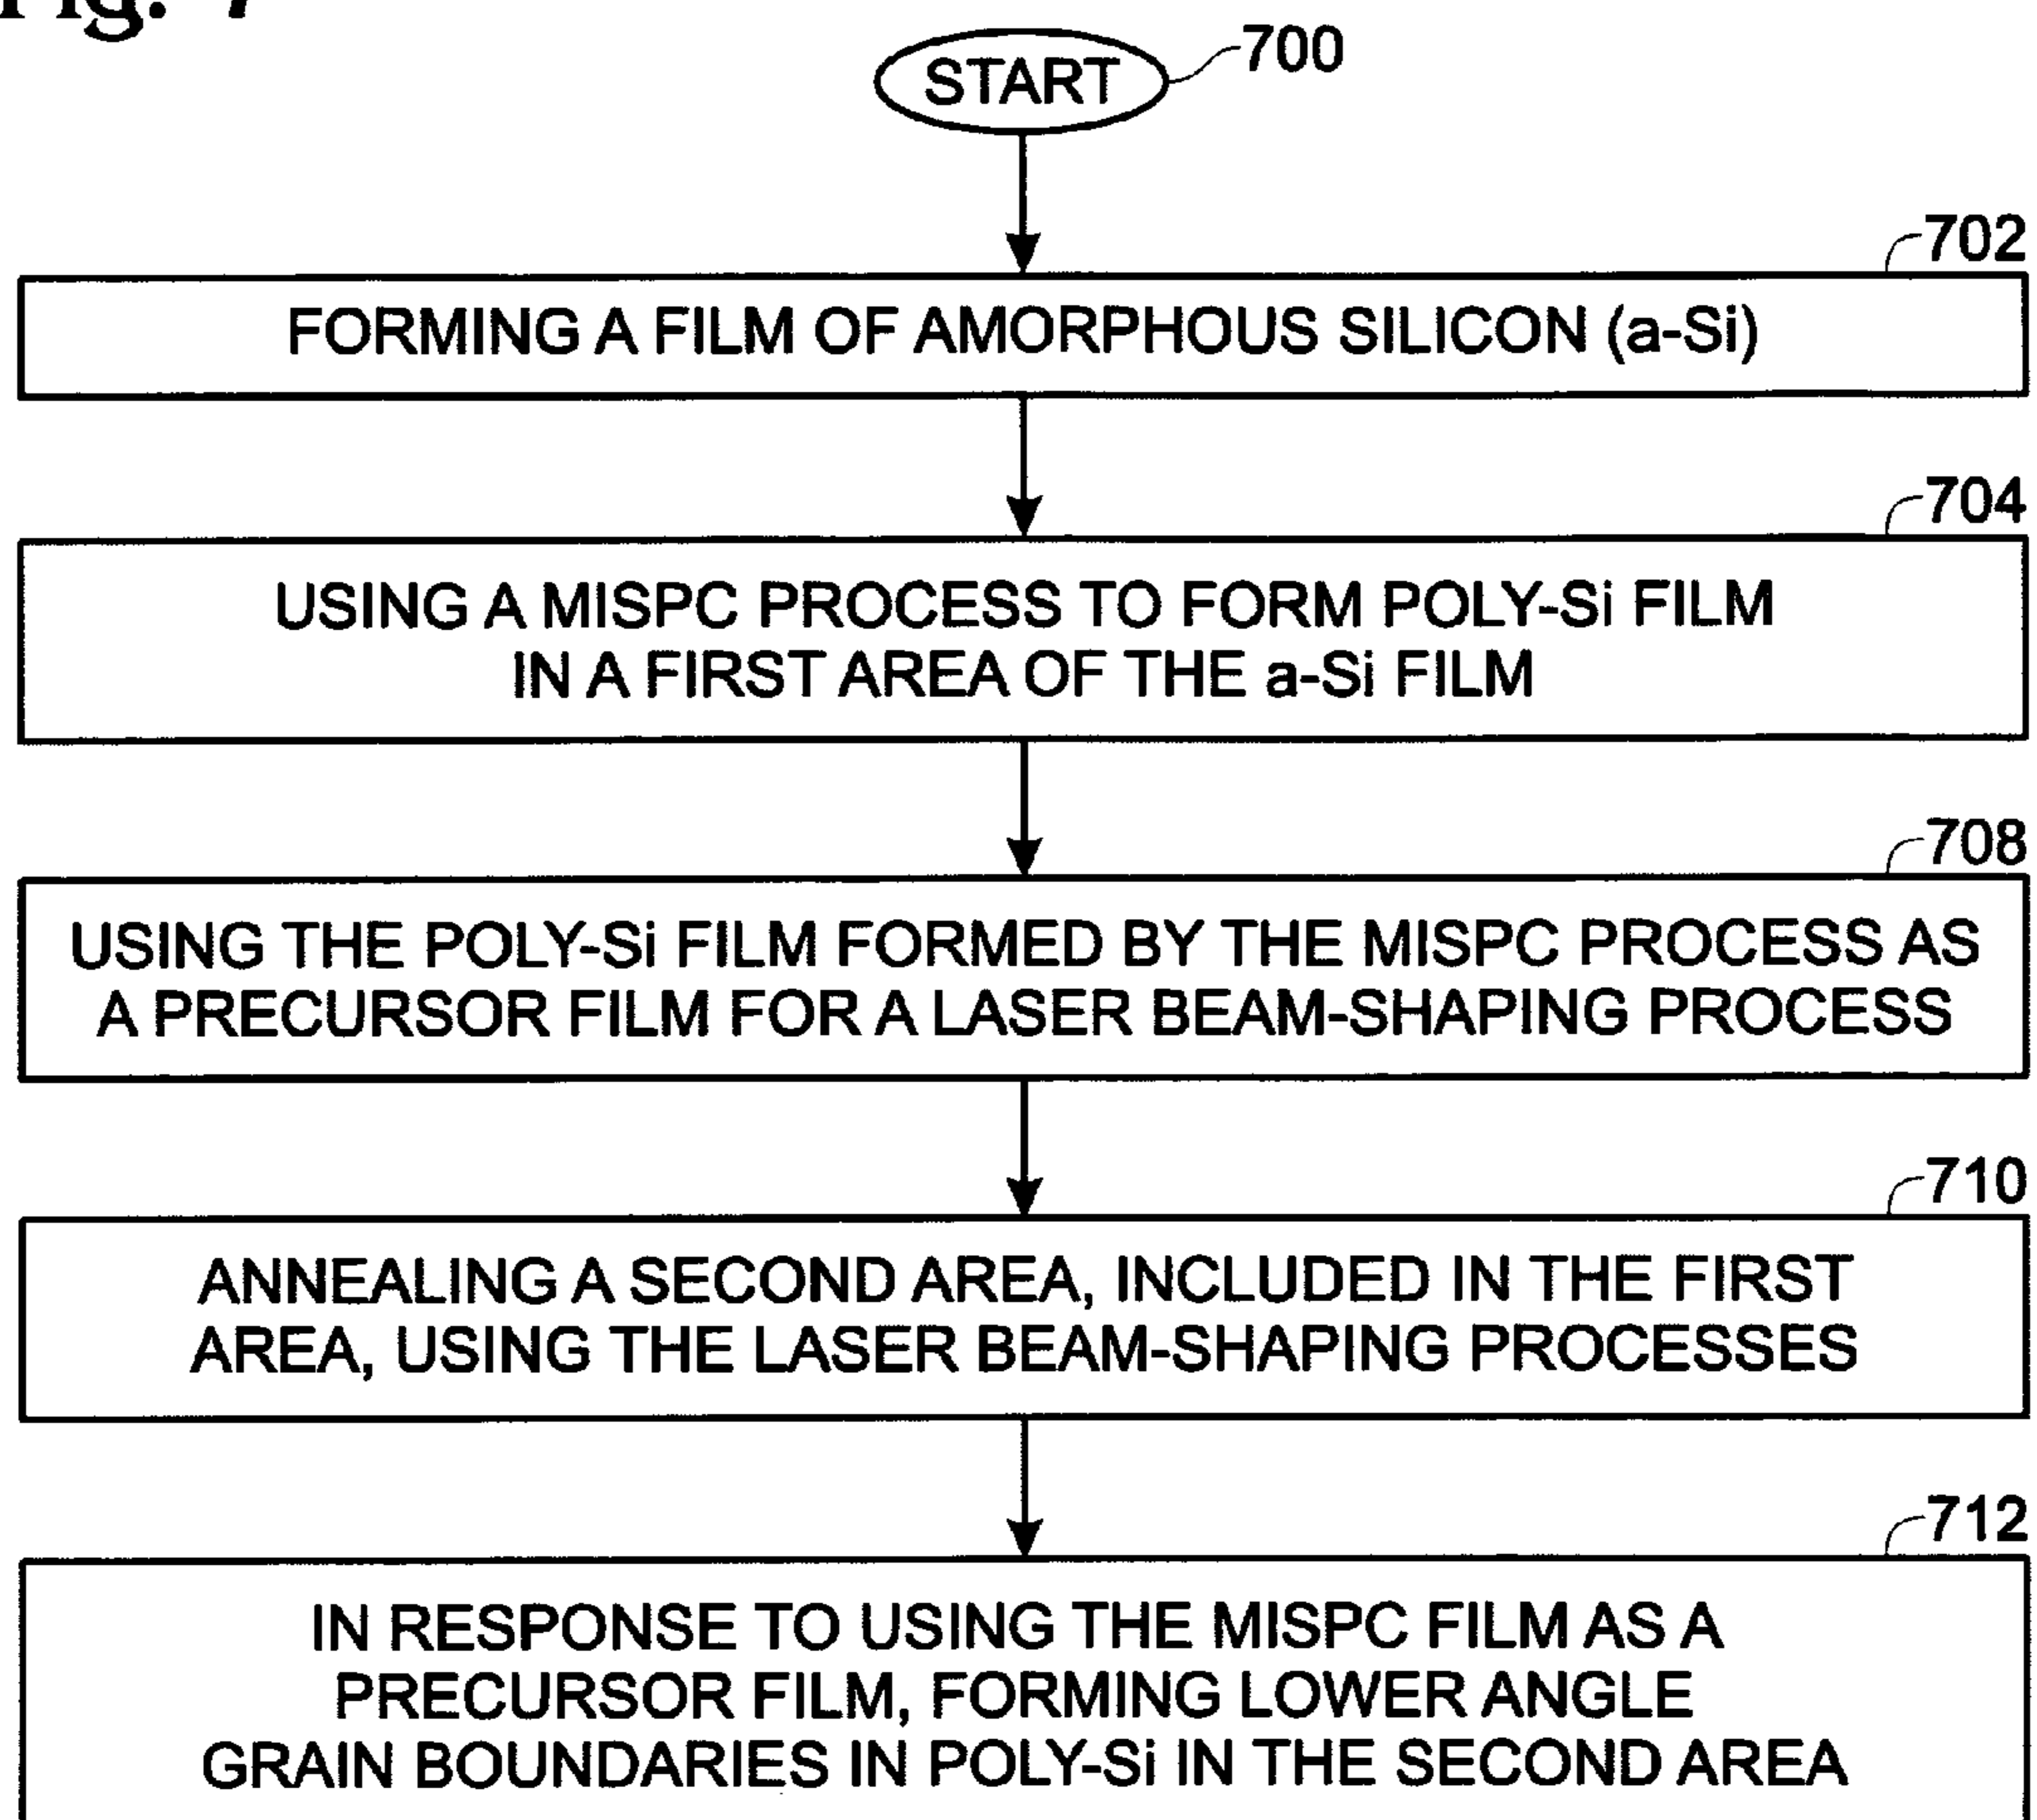 Fig. 7
START
700
702
FORMING A FILM OF AMORPHOUS SILICON (a-Si)
704
USING A MISPC PROCESS TO FORM POLY-Si FILM
IN A FIRST AREA OF THE a-Si FILM
708
USING THE POLY-Si FILM FORMED BY THE MISPC PROCESS AS
A PRECURSOR FILM FOR A LASER BEAM-SHAPING PROCESS
710
ANNEALING A SECOND AREA, INCLUDED IN THE FIRST
AREA, USING THE LASER BEAM-SHAPING PROCESSES
712
IN RESPONSE TO USING THE MISPC FILM AS A
PRECURSOR FILM, FORMING LOWER ANGLE
GRAIN BOUNDARIES IN POLY-Si IN THE SECOND AREA